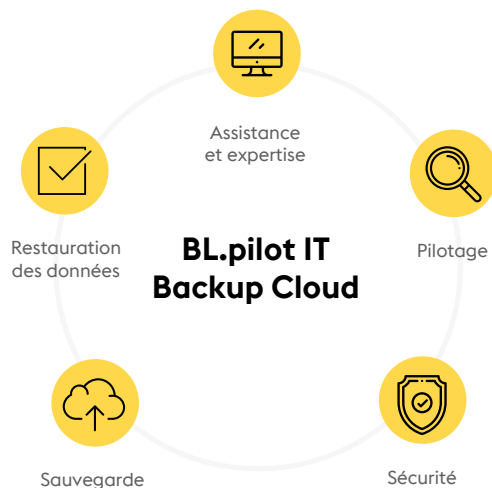 Assistance
et expertise
Restauration
des données
BL.pilot IT
Backup Cloud
Pilotage
Sauvegarde
Sécurité